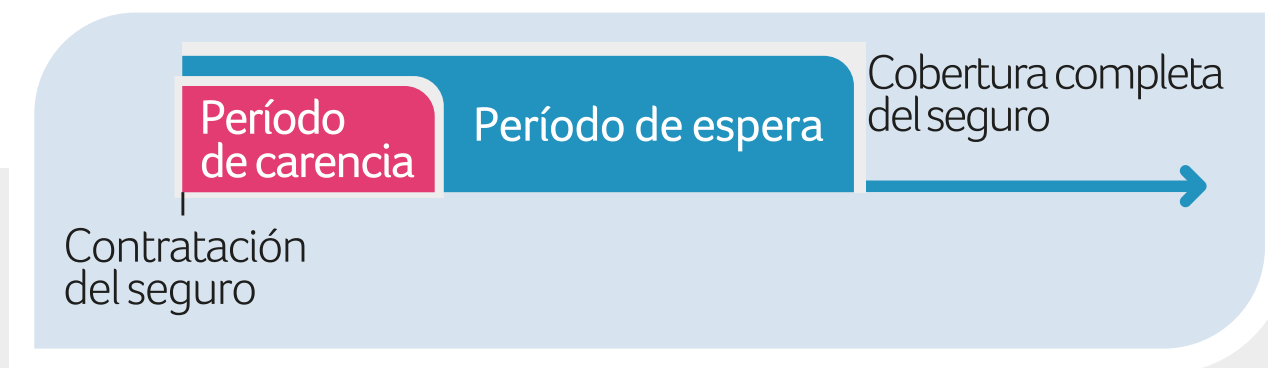 Período
de carencia
Período de espera
Cobertura completa
del seguro
Contratación
del seguro